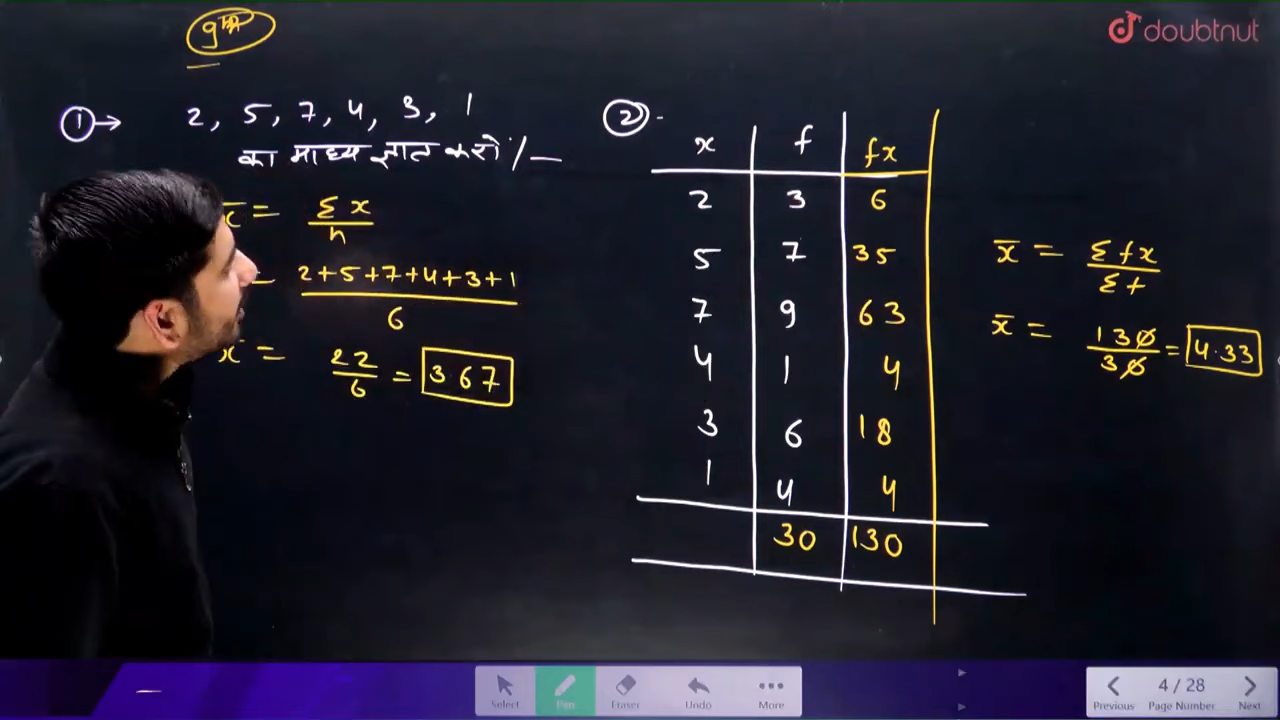 doubtnut
9th
① → 2, 5, 7, 4, 3, 1
का माध्य ज्ञात करो :-
x̄ = Σx/n
= 2+5+7+4+3+1/6
x̄ = 22/6 = 3.67
②
x f fx
2 3 6
5 7 35
7 9 63
4 1 4
3 6 18
1 4 4
30 130
x̄ = Σfx/Σf
x̄ = 130/30 = 4.33
Select Pen Eraser Undo More
4 / 28
Previous Page Number Next